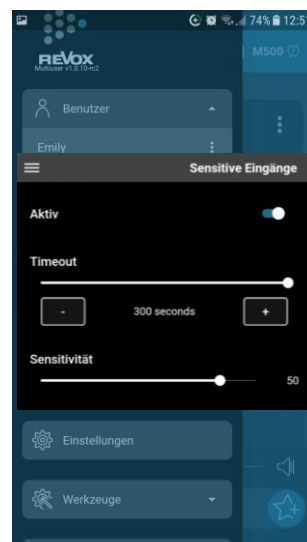 74% 12:51
REVOX
Multiuser v1.0.10-rc2
M500
Benutzer
Emily
Sensitive Eingänge
Aktiv
Timeout
- 300 seconds +
Sensitivität
50
Einstellungen
Werkzeuge